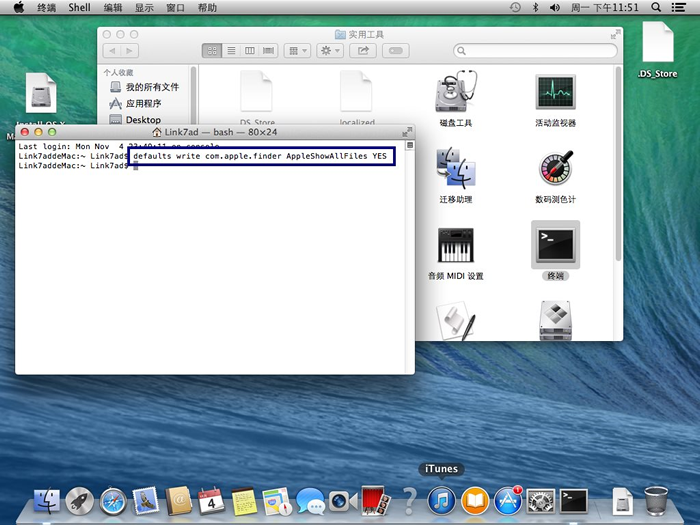 终端 Shell 编辑 显示 窗口 帮助
周一 下午11:51
实用工具
.DS_Store
个人收藏
我的所有文件
应用程序
Desktop
.DS_Store
.localized
磁盘工具
活动监视器
迁移助理
数码测色计
音频 MIDI 设置
终端
Install OS X
Link7ad — bash — 80×24
Last login: Mon Nov 4 23:49:11 on console
Link7addeMac:~ Link7ad$ defaults write com.apple.finder AppleShowAllFiles YES
Link7addeMac:~ Link7ad$
iTunes
4
1